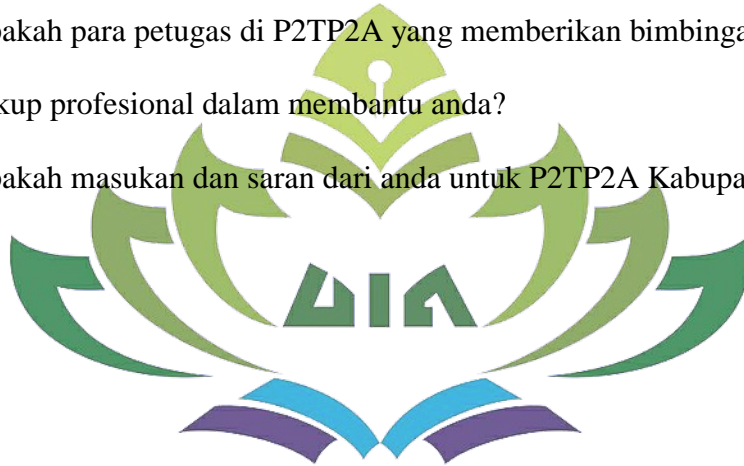 pakah para petugas di P2TP2A yang memberikan bimbinga
kup profesional dalam membantu anda?
pakah masukan dan saran dari anda untuk P2TP2A Kabupa
UIN